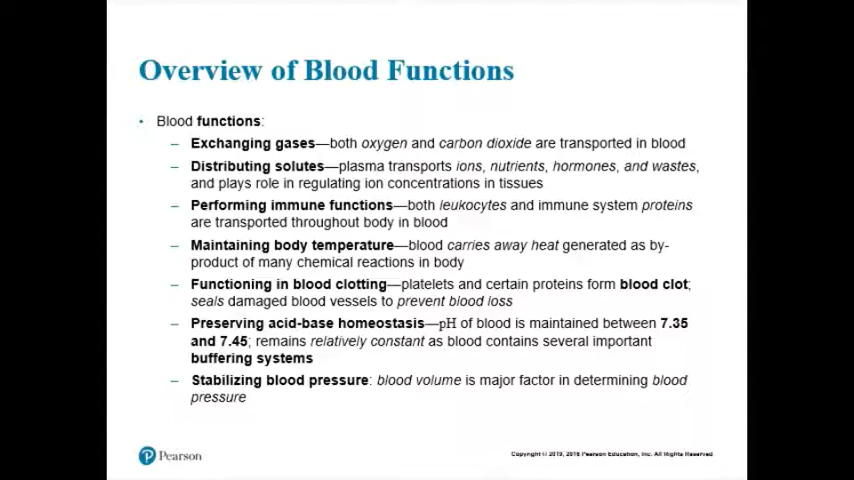 Overview of Blood Functions
• Blood functions:
– Exchanging gases—both oxygen and carbon dioxide are transported in blood
– Distributing solutes—plasma transports ions, nutrients, hormones, and wastes,
and plays role in regulating ion concentrations in tissues
– Performing immune functions—both leukocytes and immune system proteins
are transported throughout body in blood
– Maintaining body temperature—blood carries away heat generated as by-
product of many chemical reactions in body
– Functioning in blood clotting—platelets and certain proteins form blood clot;
seals damaged blood vessels to prevent blood loss
– Preserving acid-base homeostasis—pH of blood is maintained between 7.35
and 7.45; remains relatively constant as blood contains several important
buffering systems
– Stabilizing blood pressure: blood volume is major factor in determining blood
pressure
Pearson
Copyright © 2019, 2016 Pearson Education, Inc. All Rights Reserved